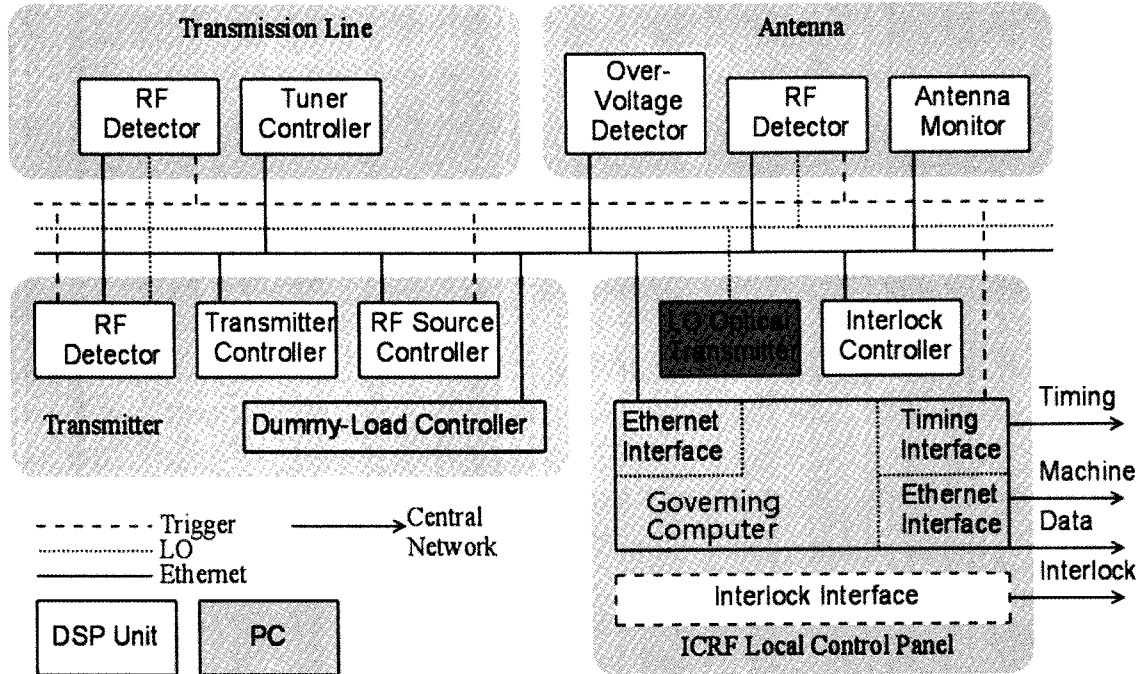 Transmission Line
Antenna
RF
Detector
Tuner
Controller
Over-
Voltage
Detector
RF
Detector
Antenna
Monitor
RF
Detector
Transmitter
Controller
RF Source
Controller
LO Optical
Transmitter
Interlock
Controller
Transmitter
Dummy-Load Controller
Ethernet
Interface
Timing
Interface
Governing
Computer
Ethernet
Interface
Timing
Machine
Data
Interlock
Interlock Interface
ICRF Local Control Panel
Trigger
LO
Ethernet
Central
Network
DSP Unit
PC